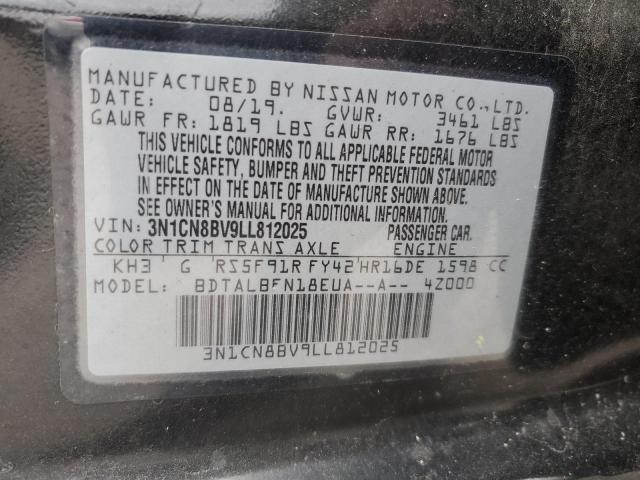 MANUFACTURED BY NISSAN MOTOR CO.,LTD.
DATE: 08/19. GVWR: 3461 LBS
GAWR FR: 1819 LBS GAWR RR: 1676 LBS
THIS VEHICLE CONFORMS TO ALL APPLICABLE FEDERAL MOTOR
VEHICLE SAFETY, BUMPER AND THEFT PREVENTION STANDARDS
IN EFFECT ON THE DATE OF MANUFACTURE SHOWN ABOVE.
SEE OWNER'S MANUAL FOR ADDITIONAL INFORMATION.
VIN: 3N1CN8BV9LL812025 PASSENGER CAR.
COLOR TRIM TRANS AXLE ENGINE
KH3 G RS5F91R FY42 HR16DE 1598 CC
MODEL: BDTALBFN18EUA--A-- 4Z000
3N1CN8BV9LL812025